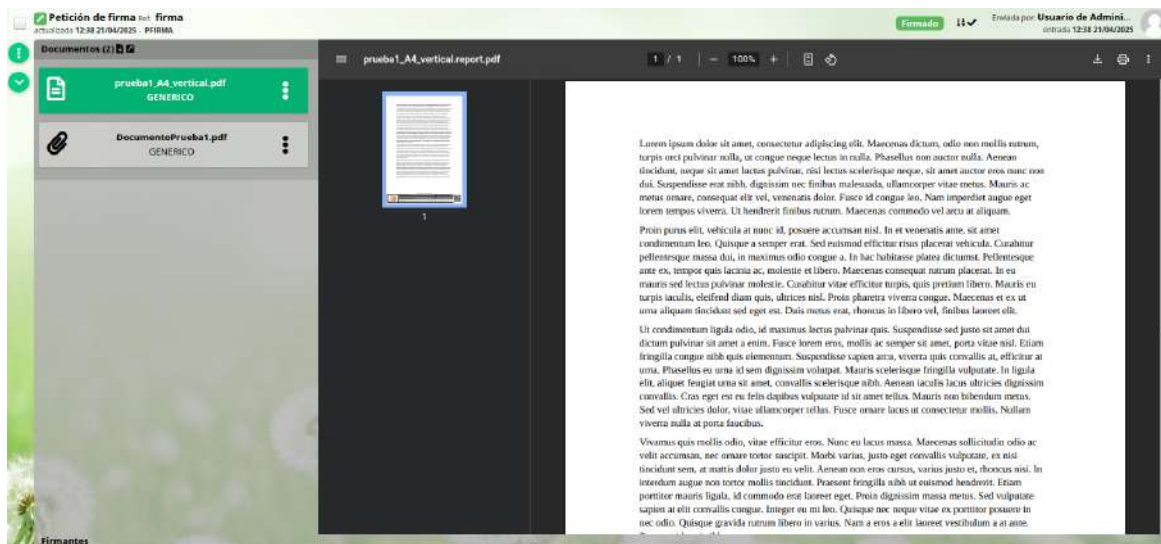 Petición de firma Ref: firma
actualizada 12:38 21/04/2025 - PFIRMA
Firmado
Enviada por: Usuario de Admini...
entrada 12:38 21/04/2025
Documentos (2)
prueba1_A4_vertical.pdf
GENERICO
DocumentoPrueba1.pdf
GENERICO
Firmantes
prueba1_A4_vertical.report.pdf
1 / 1
100%
1
Lorem ipsum dolor sit amet, consectetur adipiscing elit. Maecenas dictum, odio non mollis rutrum,
turpis orci pulvinar nulla, ut congue neque lectus in nulla. Phasellus non auctor nulla. Aenean
tincidunt, neque sit amet luctus pulvinar, nisl lectus scelerisque neque, sit amet auctor eros nunc non
dui. Suspendisse erat nibh, dignissim nec finibus malesuada, ullamcorper vitae metus. Mauris ac
metus ornare, consequat elit vel, venenatis dolor. Fusce id congue leo. Nam imperdiet augue eget
lorem tempus viverra. Ut hendrerit finibus rutrum. Maecenas commodo vel arcu at aliquam.
Proin purus elit, vehicula at nunc id, posuere accumsan nisl. In et venenatis ante, sit amet
condimentum leo. Quisque a semper erat. Sed euismod efficitur risus placerat vehicula. Curabitur
pellentesque massa dui, in maximus odio congue a. In hac habitasse platea dictumst. Pellentesque
ante ex, tempor quis lacinia ac, molestie et libero. Maecenas consequat rutrum placerat. In eu
mauris sed lectus pulvinar molestie. Curabitur vitae efficitur turpis, quis pretium libero. Mauris eu
turpis iaculis, eleifend diam quis, ultrices nisl. Proin pharetra viverra congue. Maecenas et ex ut
urna aliquam tincidunt sed eget est. Duis metus erat, rhoncus in libero vel, finibus laoreet elit.
Ut condimentum ligula odio, id maximus lectus pulvinar quis. Suspendisse sed justo sit amet dui
dictum pulvinar sit amet a enim. Fusce lorem eros, mollis ac semper sit amet, porta vitae nisl. Etiam
fringilla congue nibh quis elementum. Suspendisse sapien arcu, viverra quis convallis at, efficitur at
urna. Phasellus eu urna id sem dignissim volutpat. Mauris scelerisque fringilla vulputate. In ligula
elit, aliquet feugiat urna sit amet, convallis scelerisque nibh. Aenean iaculis lacus ultricies dignissim
convallis. Cras eget est eu felis dapibus vulputate id sit amet tellus. Mauris non bibendum metus.
Sed vel ultricies dolor, vitae ullamcorper tellus. Fusce ornare lacus ut consectetur mollis. Nullam
viverra nulla at porta faucibus.
Vivamus quis mollis odio, vitae efficitur eros. Nunc eu lacus massa. Maecenas sollicitudin odio ac
velit accumsan, nec ornare tortor suscipit. Morbi varius, justo eget convallis vulputate, ex nisi
tincidunt sem, at mattis dolor justo eu velit. Aenean non eros cursus, varius justo et, rhoncus nisi. In
interdum augue non tortor mollis tincidunt. Praesent fringilla nibh ut euismod hendrerit. Etiam
porttitor mauris ligula, id commodo erat laoreet eget. Proin dignissim massa metus. Sed vulputate
sapien at elit convallis congue. Integer eu mi leo. Quisque nec neque vitae ex porttitor posuere in
nec odio. Quisque gravida rutrum libero in varius. Nam a eros a elit laoreet vestibulum a at ante.